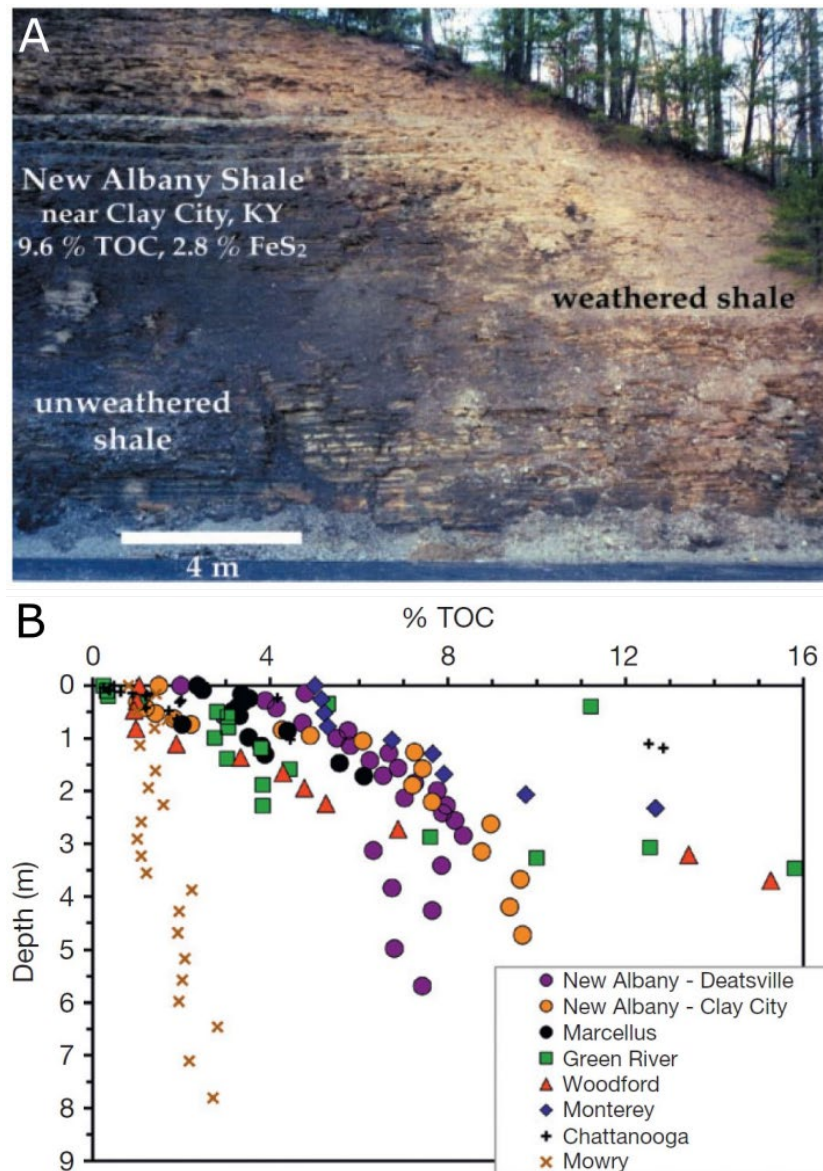 A
New Albany Shale
near Clay City, KY
9.6 % TOC, 2.8 % FeS₂
weathered shale
unweathered
shale
4 m
B
% TOC
0 4 8 12 16
0
1
2
3
4
5
6
7
8
9
Depth (m)
New Albany - Deatsville
New Albany - Clay City
Marcellus
Green River
Woodford
Monterey
Chattanooga
Mowry